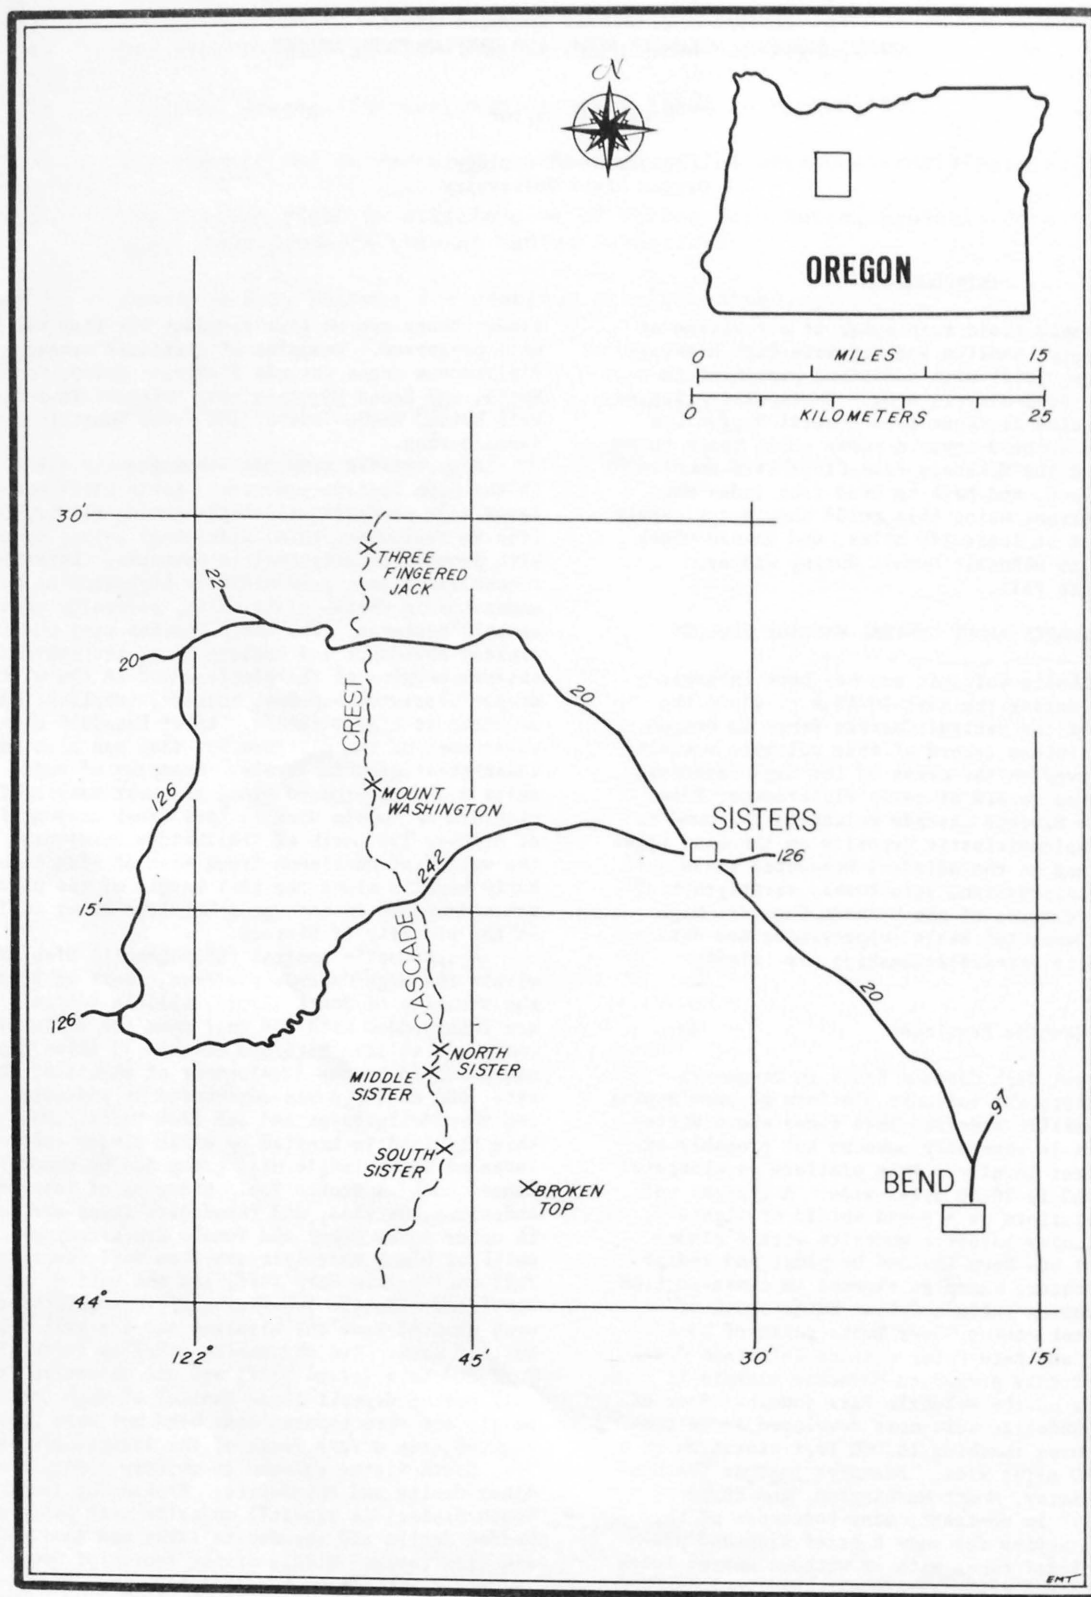 N
OREGON
0 MILES 15
0 KILOMETERS 25
30'
THREE
FINGERED
JACK
22
20
CREST
20
MOUNT
WASHINGTON
126
SISTERS
126
242
15'
CASCADE
20
126
NORTH
SISTER
MIDDLE
SISTER
97
SOUTH
SISTER
BROKEN
TOP
BEND
44°
122°
45'
30'
15'
EMT